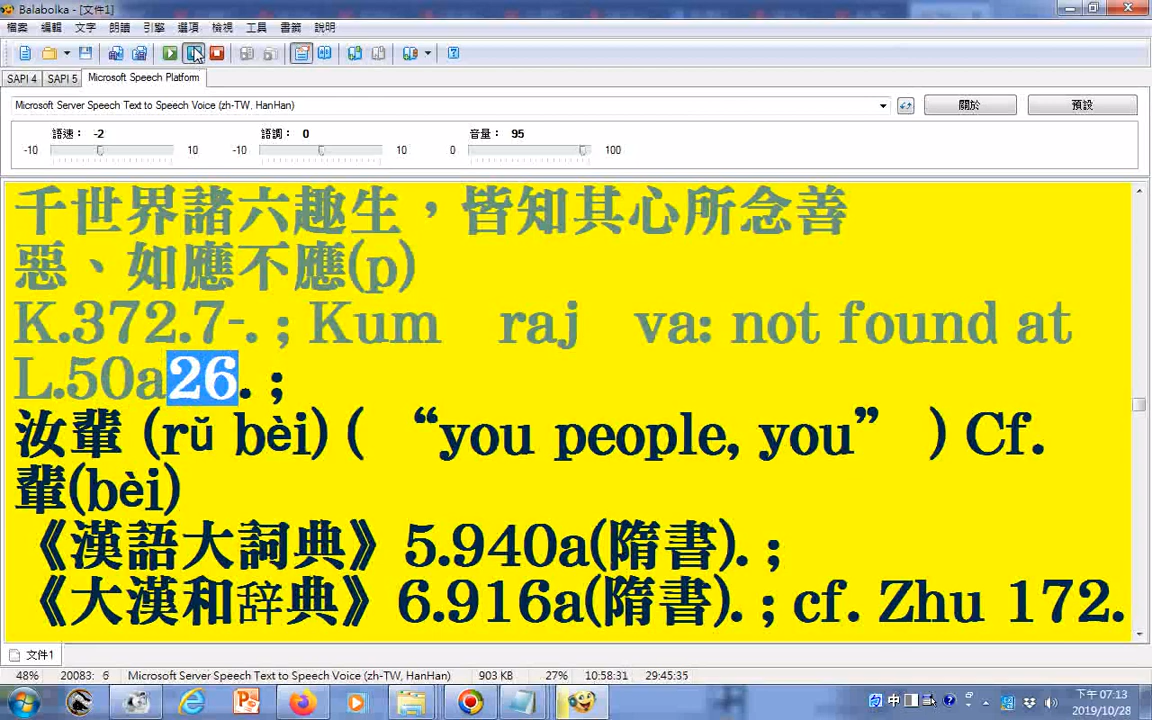 Balabolka - [文件1]
檔案 編輯 文字 朗讀 引擎 選項 檢視 工具 書籤 說明
SAPI 4 SAPI 5 Microsoft Speech Platform
Microsoft Server Speech Text to Speech Voice (zh-TW, HanHan) 關於 預設
語速： -2 語調： 0 音量： 95
-10 10 -10 10 0 100
千世界諸六趣生，皆知其心所念善
惡、如應不應(p)
K.372.7-. ; Kum raj va: not found at
L.50a26. ;
汝輩 (rǔ bèi) ( “you people, you” ) Cf.
輩(bèi)
《漢語大詞典》 5.940a(隋書). ;
《大漢和辞典》 6.916a(隋書). ; cf. Zhu 172.
文件1
48% 20083: 6 Microsoft Server Speech Text to Speech Voice (zh-TW, HanHan) 903 KB 27% 10:58:31 29:45:35
中 下午 07:13
2019/10/28